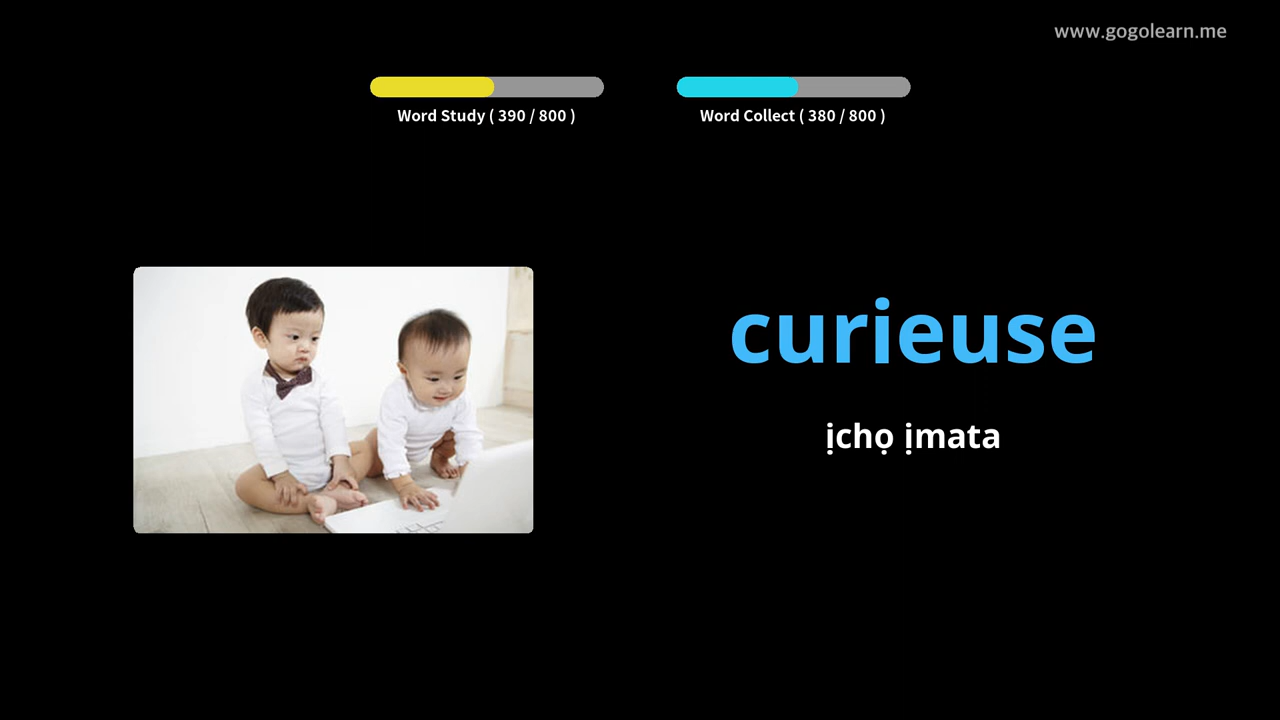 www.gogolearn.me
Word Study ( 390 / 800 )
Word Collect ( 380 / 800 )
curieuse
ịchọ ịmata